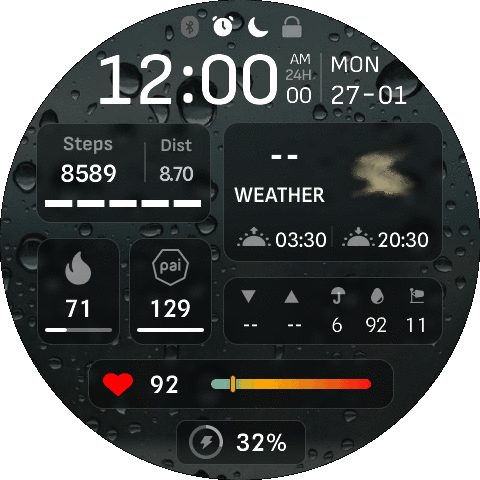 12:00 AM 24H 00 MON 27-01
Steps Dist
8589 8.70
--
WEATHER
03:30 20:30
pai
71 129
-- -- 6 92 11
92
32%